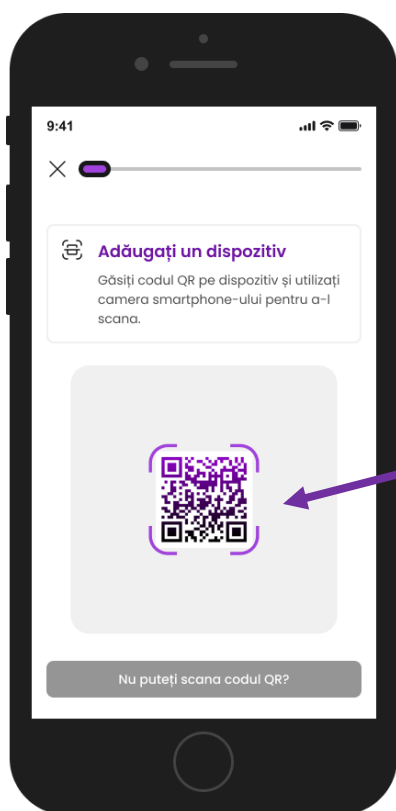 9:41
Adăugați un dispozitiv
Găsiți codul QR pe dispozitiv și utilizați
camera smartphone-ului pentru a-l
scana.
Nu puteți scana codul QR?